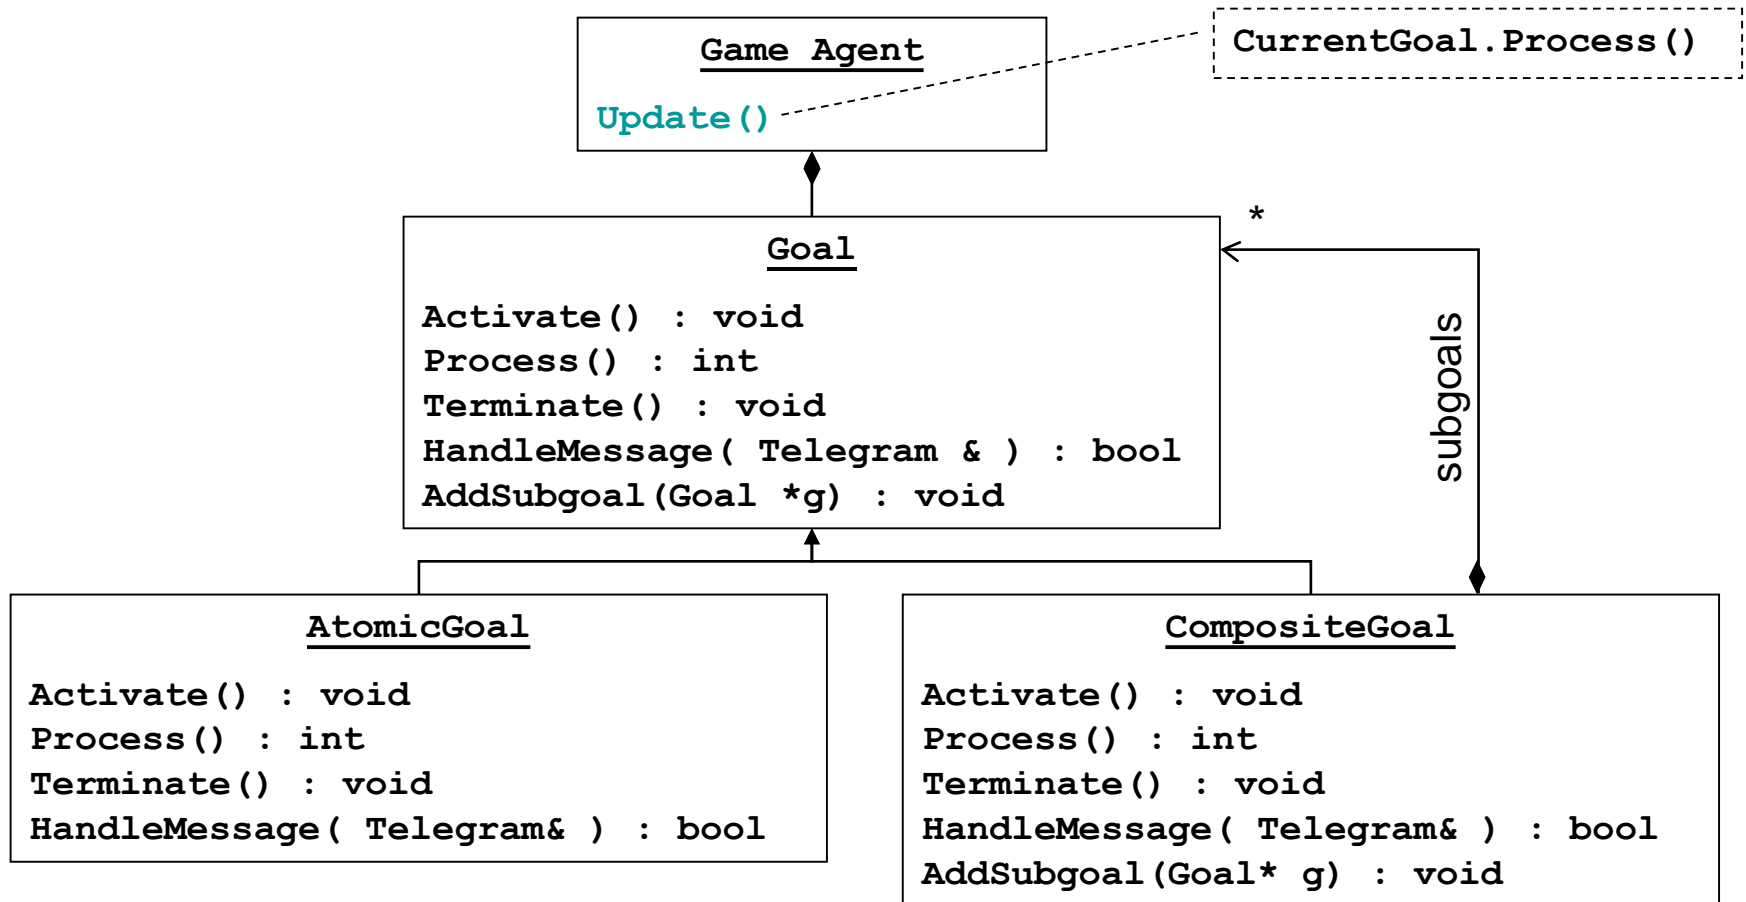 Game Agent
Update()
CurrentGoal.Process()
Goal
Activate() : void
Process() : int
Terminate() : void
HandleMessage( Telegram & ) : bool
AddSubgoal(Goal *g) : void
*
subgoals
AtomicGoal
Activate() : void
Process() : int
Terminate() : void
HandleMessage( Telegram& ) : bool
CompositeGoal
Activate() : void
Process() : int
Terminate() : void
HandleMessage( Telegram& ) : bool
AddSubgoal(Goal* g) : void